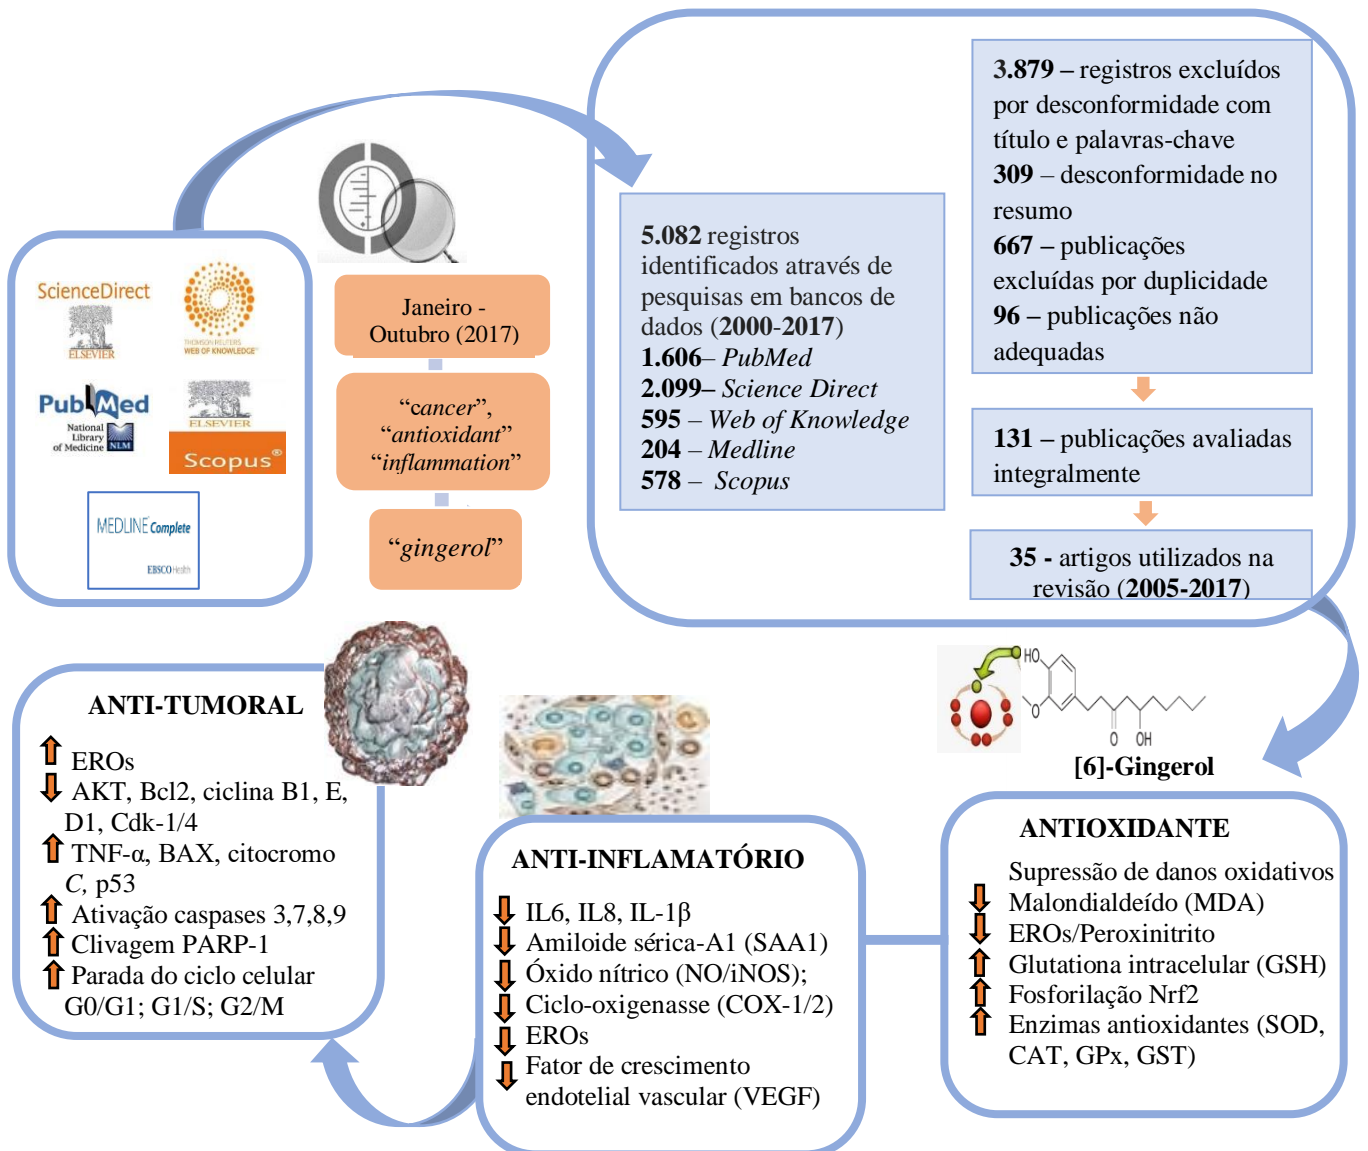 ScienceDirect
ELSEVIER
THOMSON REUTERS
WEB OF KNOWLEDGE
PubMed
National
Library
of Medicine NLM
ELSEVIER
Scopus®
MEDLINE Complete
EBSCO Health
Janeiro -
Outubro (2017)
“cancer”,
“antioxidant”
“inflammation”
“gingerol”
5.082 registros
identificados através de
pesquisas em bancos de
dados (2000-2017)
1.606– PubMed
2.099– Science Direct
595 – Web of Knowledge
204 – Medline
578 – Scopus
3.879 – registros excluídos
por desconformidade com
título e palavras-chave
309 – desconformidade no
resumo
667 – publicações
excluídas por duplicidade
96 – publicações não
adequadas
131 – publicações avaliadas
integralmente
35 - artigos utilizados na
revisão (2005-2017)
HO
O
O OH
[6]-Gingerol
ANTI-TUMORAL
EROs
AKT, Bcl2, ciclina B1, E,
D1, Cdk-1/4
TNF-α, BAX, citocromo
C, p53
Ativação caspases 3,7,8,9
Clivagem PARP-1
Parada do ciclo celular
G0/G1; G1/S; G2/M
ANTI-INFLAMATÓRIO
IL6, IL8, IL-1β
Amiloide sérica-A1 (SAA1)
Óxido nítrico (NO/iNOS);
Ciclo-oxigenasse (COX-1/2)
EROs
Fator de crescimento
endotelial vascular (VEGF)
ANTIOXIDANTE
Supressão de danos oxidativos
Malondialdeído (MDA)
EROs/Peroxinitrito
Glutationa intracelular (GSH)
Fosforilação Nrf2
Enzimas antioxidantes (SOD,
CAT, GPx, GST)